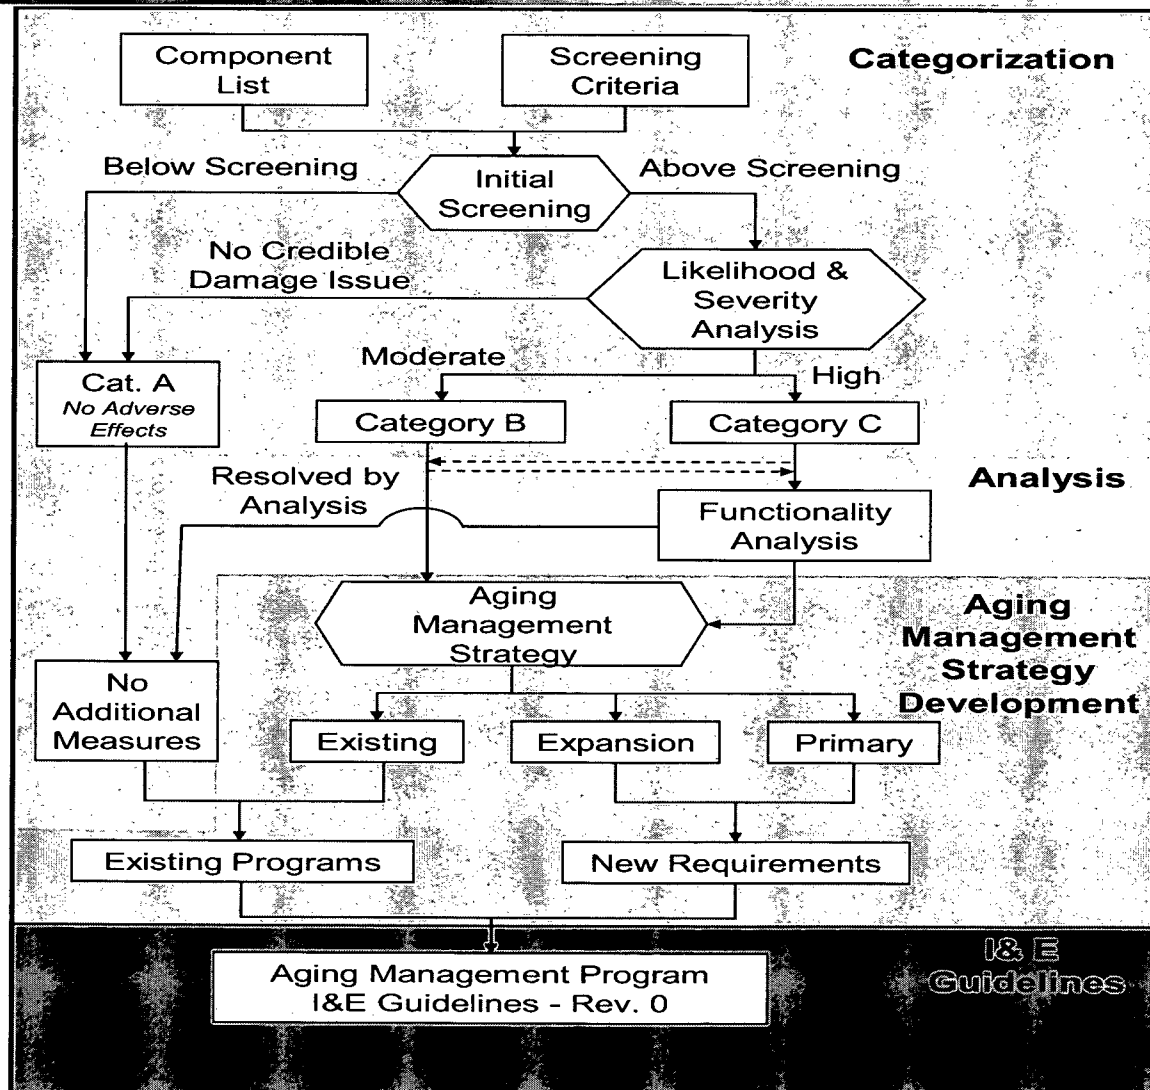 Component
List
Screening
Criteria
Categorization
Below Screening
Initial
Screening
Above Screening
No Credible
Damage Issue
Likelihood &
Severity
Analysis
Moderate
High
Cat. A
No Adverse
Effects
Category B
Category C
Resolved by
Analysis
Analysis
Functionality
Analysis
Aging
Management
Strategy
Aging
Management
Strategy
Development
No
Additional
Measures
Existing
Expansion
Primary
Existing Programs
New Requirements
I& E
Guidelines
Aging Management Program
I&E Guidelines - Rev. 0